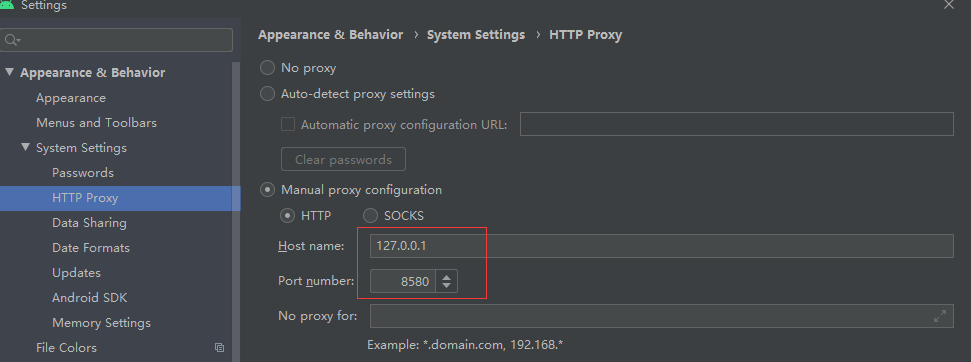 Settings
Appearance & Behavior
Appearance
Menus and Toolbars
System Settings
Passwords
HTTP Proxy
Data Sharing
Date Formats
Updates
Android SDK
Memory Settings
File Colors
Appearance & Behavior › System Settings › HTTP Proxy
No proxy
Auto-detect proxy settings
Automatic proxy configuration URL:
Clear passwords
Manual proxy configuration
HTTP SOCKS
Host name: 127.0.0.1
Port number: 8580
No proxy for:
Example: *.domain.com, 192.168.*